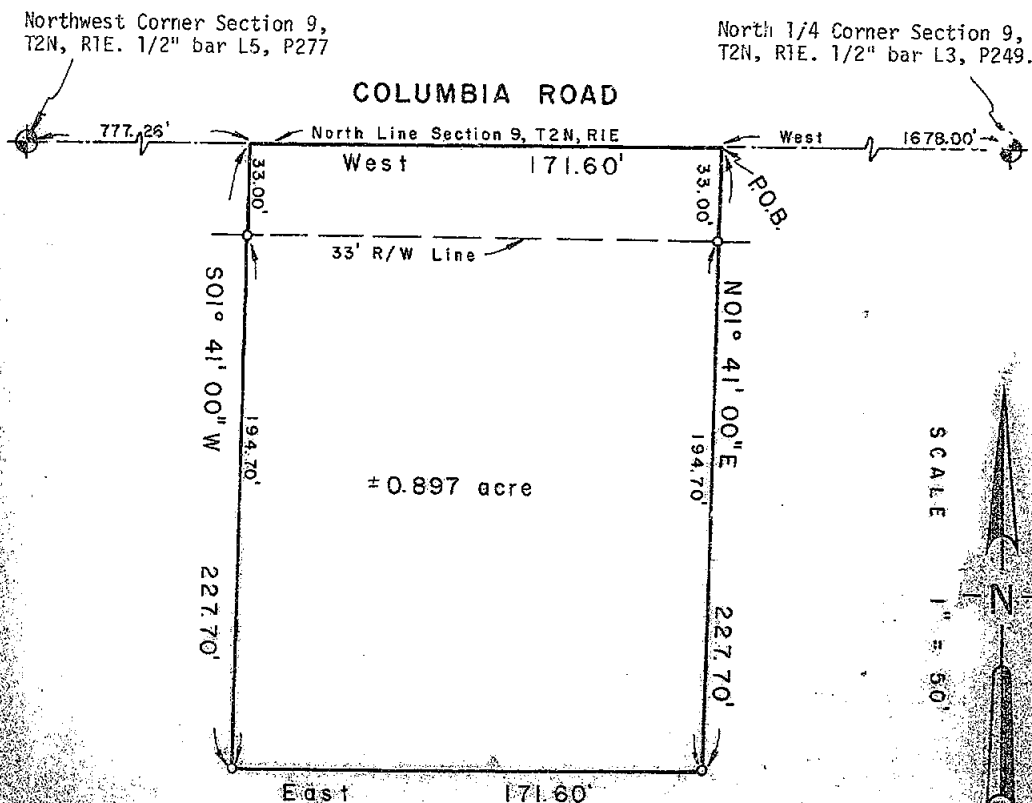 Northwest Corner Section 9,
T2N, R1E. 1/2" bar L5, P277
North 1/4 Corner Section 9,
T2N, R1E. 1/2" bar L3, P249.
COLUMBIA ROAD
777.26'
North Line Section 9, T2N, R1E
West
1678.00'
West 171.60'
33.00'
33.00'
P.O.B.
33' R/W Line
S01° 41' 00" W
194.70'
227.70'
N01° 41' 00" E
194.70'
227.70'
± 0.897 acre
SCALE 1" = 50'
N
East 171.60'